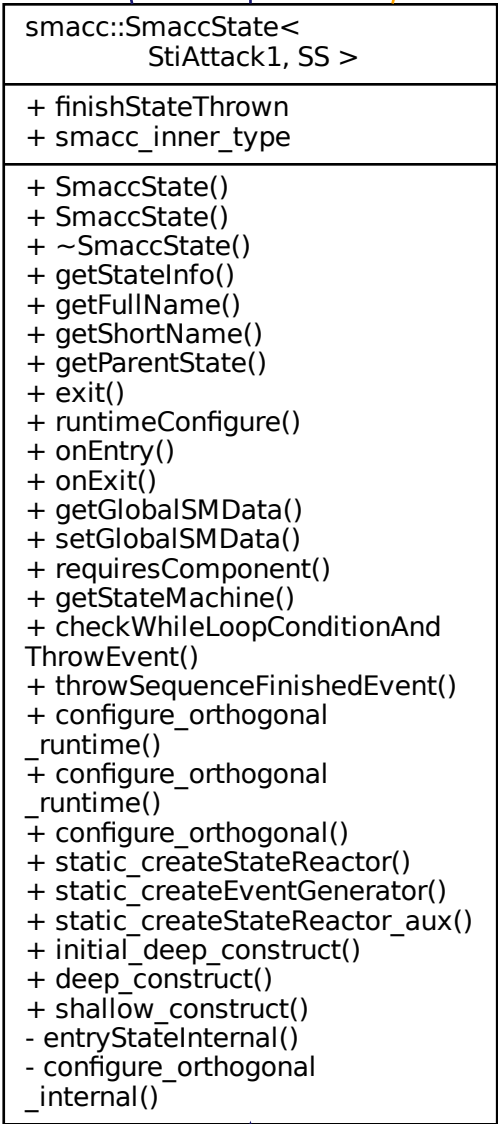 smacc::SmaccState<
StiAttack1, SS >
+ finishStateThrown
+ smacc_inner_type
+ SmaccState()
+ SmaccState()
+ ~SmaccState()
+ getStateInfo()
+ getFullName()
+ getShortName()
+ getParentState()
+ exit()
+ runtimeConfigure()
+ onEntry()
+ onExit()
+ getGlobalSMData()
+ setGlobalSMData()
+ requiresComponent()
+ getStateMachine()
+ checkWhileLoopConditionAnd
ThrowEvent()
+ throwSequenceFinishedEvent()
+ configure_orthogonal
_runtime()
+ configure_orthogonal
_runtime()
+ configure_orthogonal()
+ static_createStateReactor()
+ static_createEventGenerator()
+ static_createStateReactor_aux()
+ initial_deep_construct()
+ deep_construct()
+ shallow_construct()
- entryStateInternal()
- configure_orthogonal
_internal()